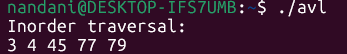 nandani@DESKTOP-IFS7UMB:~$ ./avl
Inorder traversal:
3 4 45 77 79